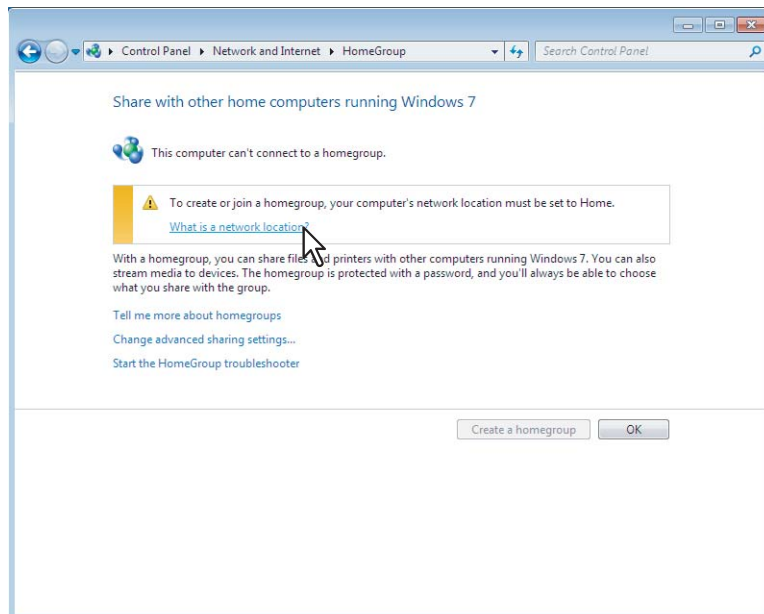 Control Panel Network and Internet HomeGroup Search Control Panel
Share with other home computers running Windows 7
This computer can't connect to a homegroup.
To create or join a homegroup, your computer's network location must be set to Home.
What is a network location?
With a homegroup, you can share files and printers with other computers running Windows 7. You can also
stream media to devices. The homegroup is protected with a password, and you'll always be able to choose
what you share with the group.
Tell me more about homegroups
Change advanced sharing settings...
Start the HomeGroup troubleshooter
Create a homegroup OK